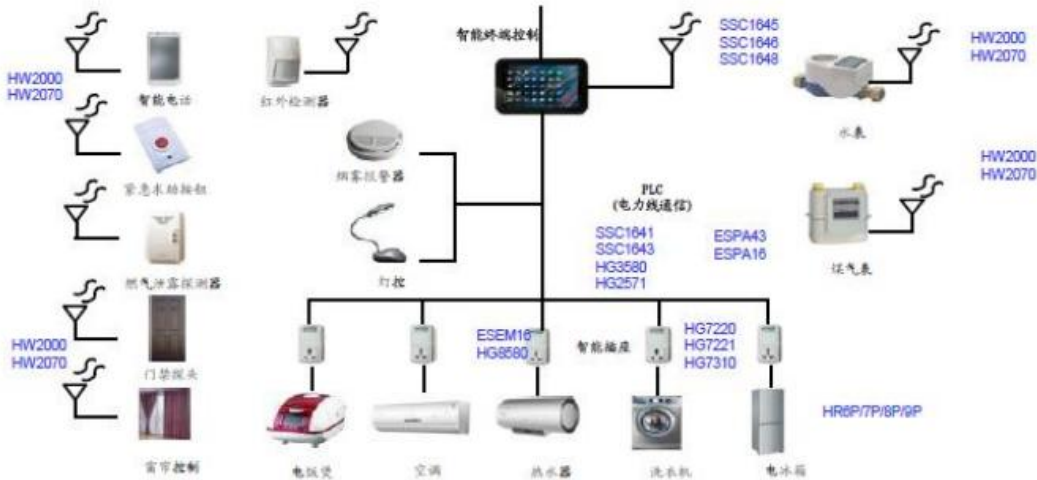 智能终端控制
SSC1645
SSC1646
SSC1648
HW2000
HW2070
HW2000
HW2070
智能电话
红外检测器
水表
烟雾报警器
紧急求助按钮
HW2000
HW2070
PLC
(电力线通信)
SSC1641
SSC1643
HG3580
HG2571
ESPA43
ESPA16
燃气泄露探测器
灯控
煤气表
HW2000
HW2070
ESEM16
HG8580
智能插座
HG7220
HG7221
HG7310
门禁探头
HR6P/7P/8P/9P
窗帘控制
电饭煲
空调
热水器
洗衣机
电冰箱